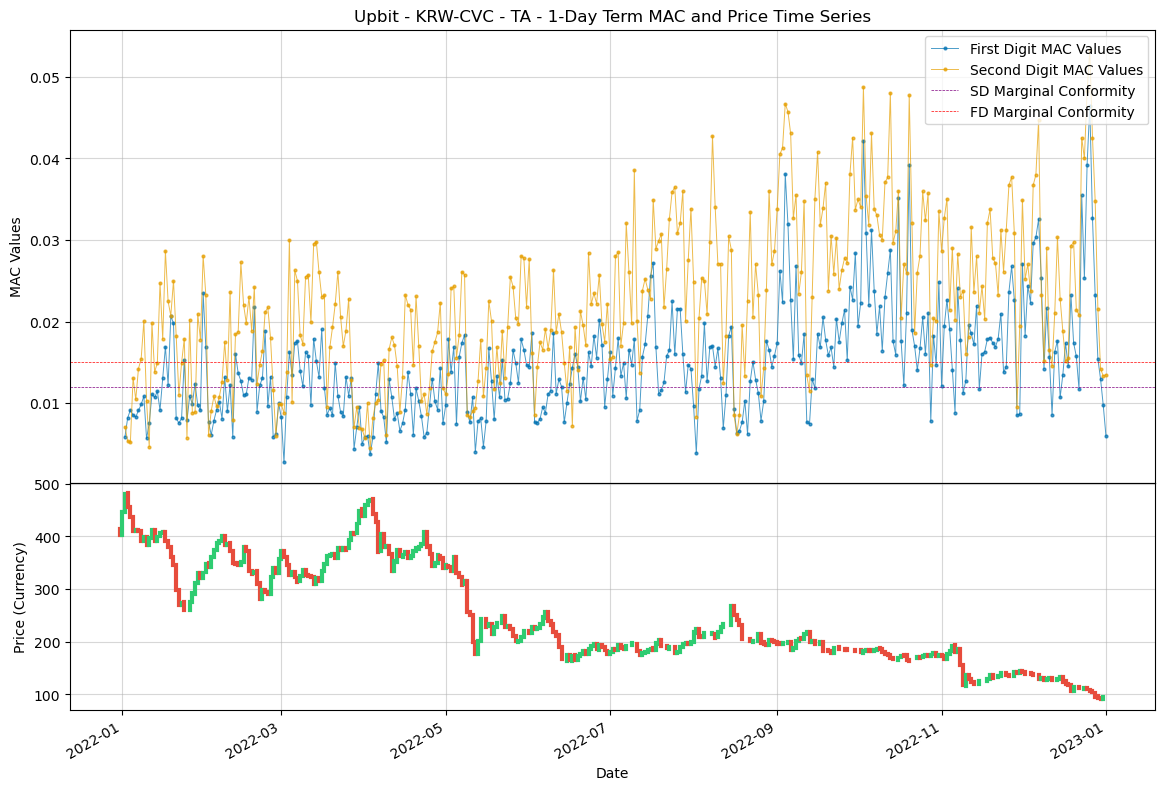 Upbit - KRW-CVC - TA - 1-Day Term MAC and Price Time Series
First Digit MAC Values
Second Digit MAC Values
SD Marginal Conformity
FD Marginal Conformity
MAC Values
0.05
0.04
0.03
0.02
0.01
Price (Currency)
500
400
300
200
100
2022-01
2022-03
2022-05
2022-07
2022-09
2022-11
2023-01
Date